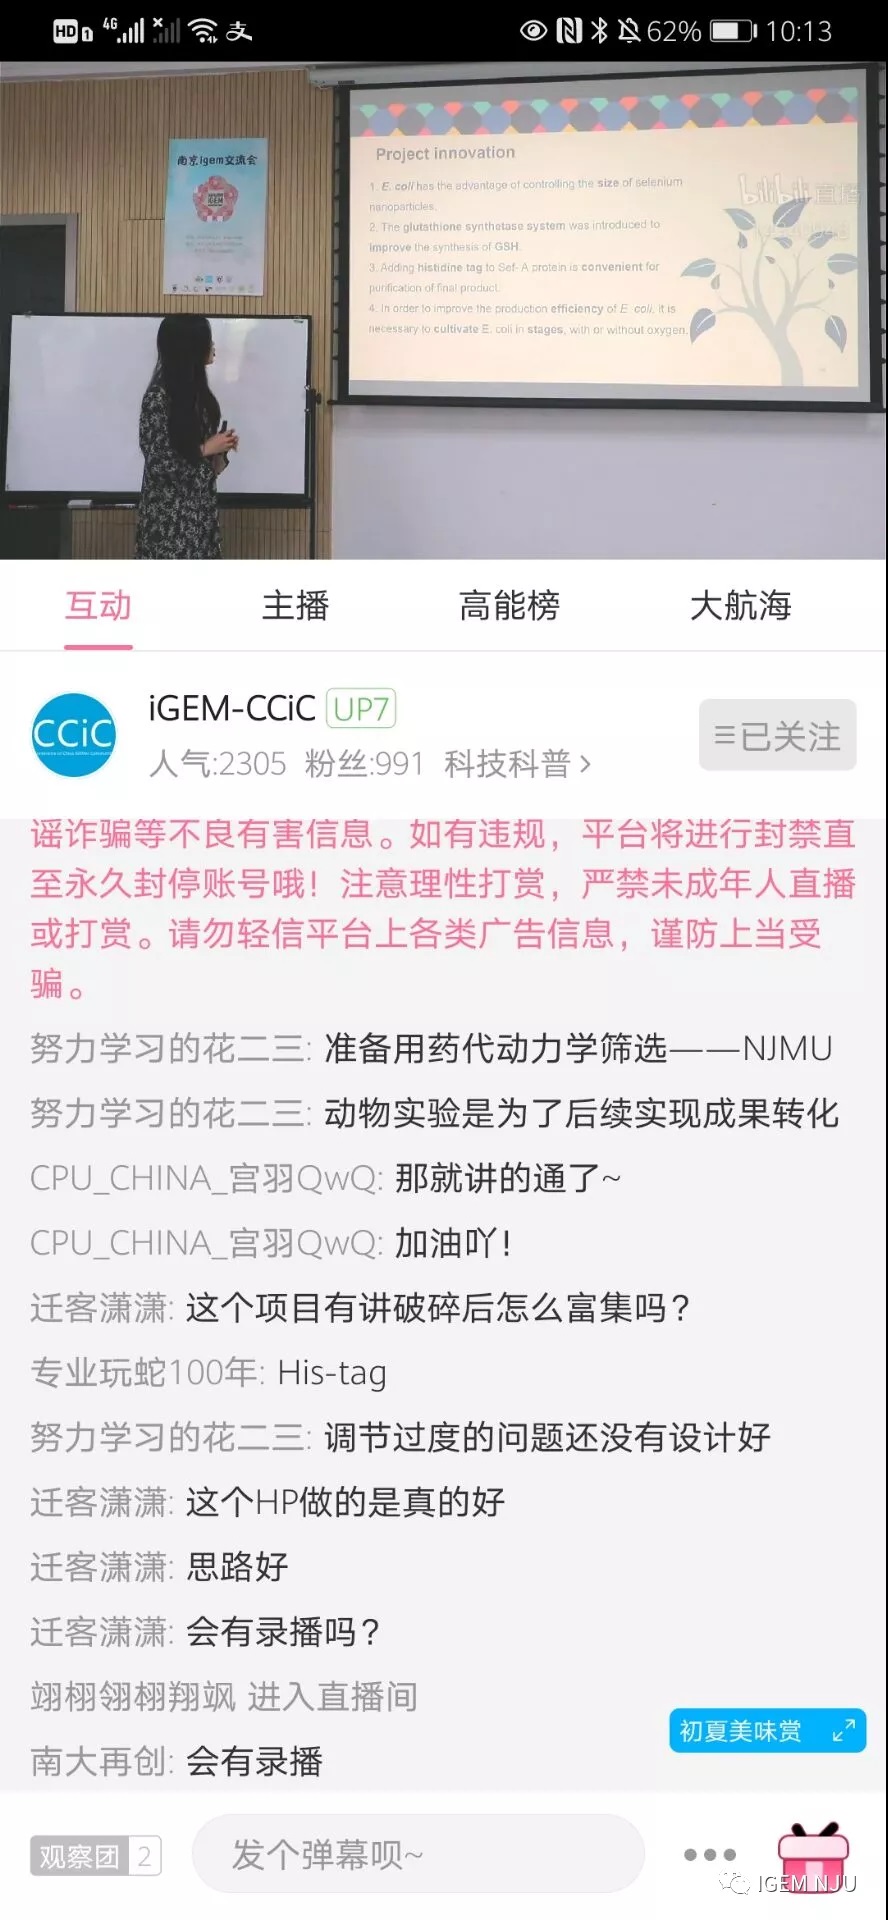 HD 1 4G 支 62% 10:13
南京igem交流会
iGEM
Project innovation
1. E. coli has the advantage of controlling the size of selenium
nanoparticles.
2. The glutathione synthetase system was introduced to
improve the synthesis of GSH.
3. Adding histidine tag to Sef- A protein is convenient for
purification of final product.
4. In order to improve the production efficiency of E. coli, it is
necessary to cultivate E. coli in stages, with or without oxygen.
bilibili直播
互动 主播 高能榜 大航海
CCiC
iGEM-CCiC UP7
人气:2305 粉丝:991 科技科普>
已关注
谣诈骗等不良有害信息。如有违规，平台将进行封禁直
至永久封停账号哦！注意理性打赏，严禁未成年人直播
或打赏。请勿轻信平台上各类广告信息，谨防上当受
骗。
努力学习的花二三: 准备用药代动力学筛选——NJMU
努力学习的花二三: 动物实验是为了后续实现成果转化
CPU_CHINA_宫羽QwQ: 那就讲的通了~
CPU_CHINA_宫羽QwQ: 加油吖！
迁客潇潇: 这个项目有讲破碎后怎么富集吗？
专业玩蛇100年: His-tag
努力学习的花二三: 调节过度的问题还没有设计好
迁客潇潇: 这个HP做的是真的好
迁客潇潇: 思路好
迁客潇潇: 会有录播吗？
翊栩翎栩翔飒 进入直播间
初夏美味赏
南大再创: 会有录播
观察团 2
发个弹幕呗~
IGEM NJU